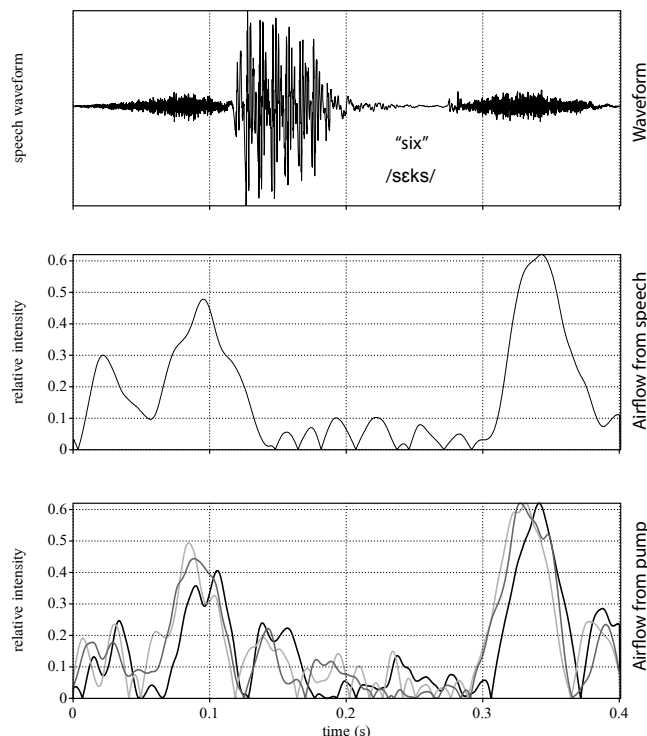 speech waveform
"six"
/sɛks/
Waveform
relative intensity
0.6
0.5
0.4
0.3
0.2
0.1
0
Airflow from speech
relative intensity
0.6
0.5
0.4
0.3
0.2
0.1
0
Airflow from pump
0 0.1 0.2 0.3 0.4
time (s)